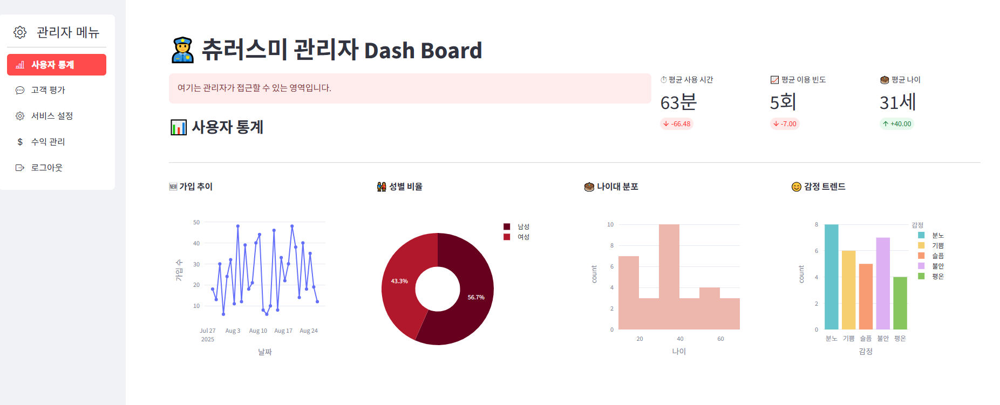 관리자 메뉴
사용자 통계
고객 평가
서비스 설정
$ 수익 관리
로그아웃
츄러스미 관리자 Dash Board
여기는 관리자가 접근할 수 있는 영역입니다.
평균 사용 시간
63분
↓ -66.48
평균 이용 빈도
5회
↓ -7.00
평균 나이
31세
↑ +40.00
사용자 통계
NEW 가입 추이
50
40
30
20
10
가입 수
Jul 27 Aug 3 Aug 10 Aug 17 Aug 24
2025
날짜
성별 비율
남성
여성
43.3%
56.7%
나이대 분포
10
8
6
4
2
0
count
20 40 60
나이
감정 트렌드
8
6
4
2
0
count
분노 기쁨 슬픔 불안 평온
감정
감정
분노
기쁨
슬픔
불안
평온